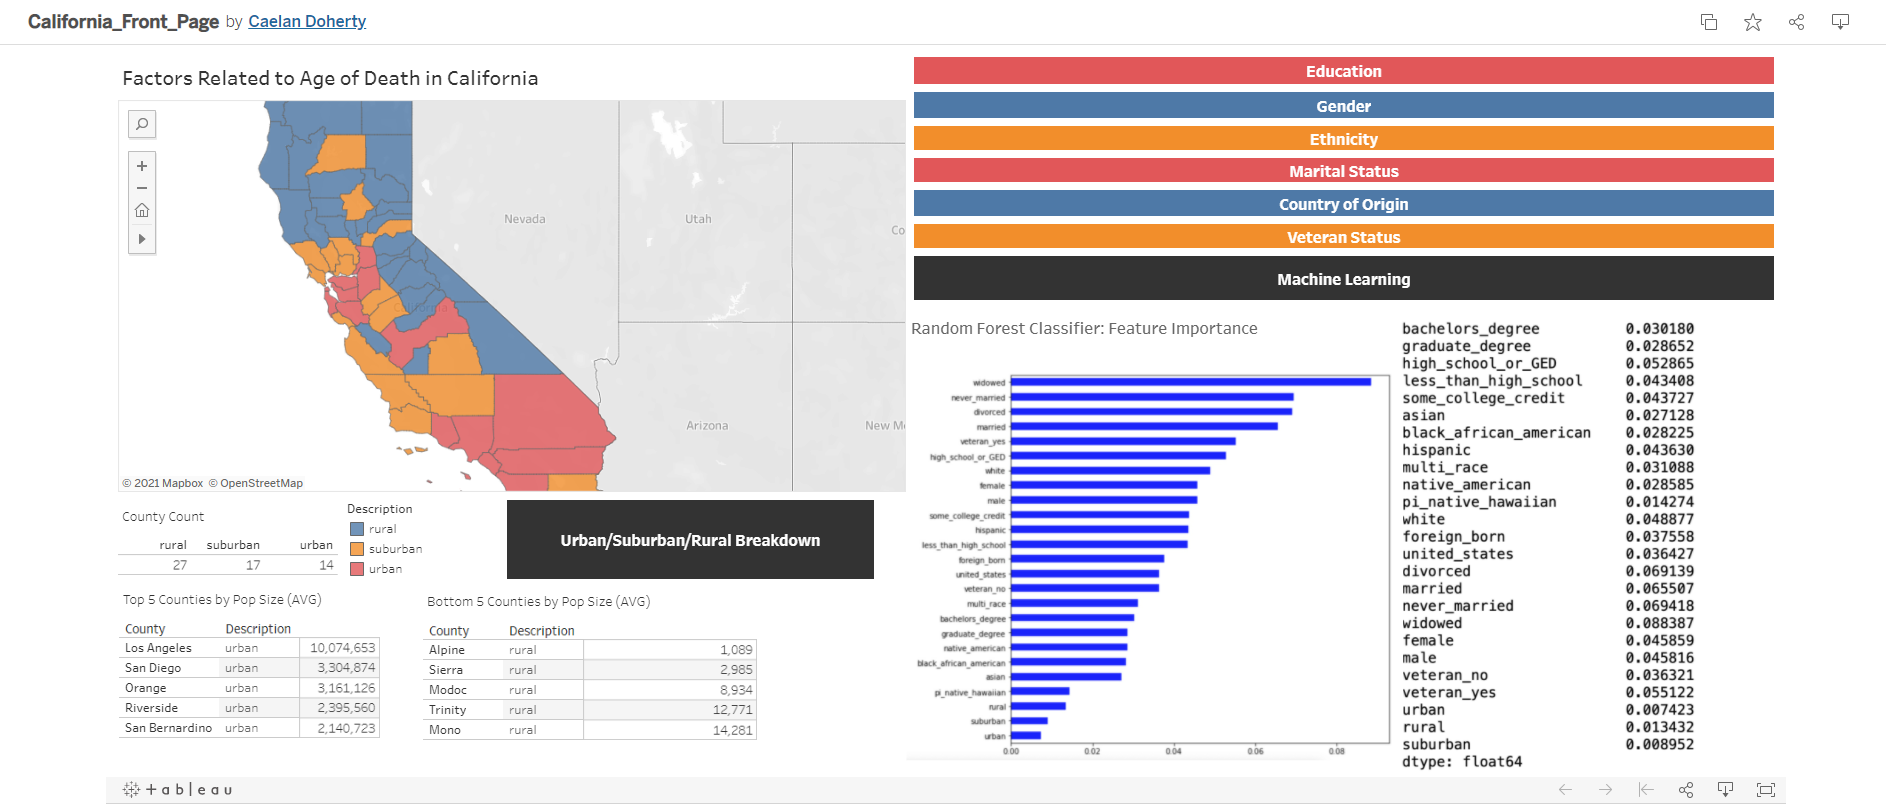 California_Front_Page by Caelan Doherty
Factors Related to Age of Death in California
Nevada
Utah
Co
California
Arizona
New M
© 2021 Mapbox © OpenStreetMap
County Count
rural suburban urban
27 17 14
Description
rural
suburban
urban
Urban/Suburban/Rural Breakdown
Top 5 Counties by Pop Size (AVG)
County Description
Los Angeles urban 10,074,653
San Diego urban 3,304,874
Orange urban 3,161,126
Riverside urban 2,395,560
San Bernardino urban 2,140,723
Bottom 5 Counties by Pop Size (AVG)
County Description
Alpine rural 1,089
Sierra rural 2,985
Modoc rural 8,934
Trinity rural 12,771
Mono rural 14,281
Education
Gender
Ethnicity
Marital Status
Country of Origin
Veteran Status
Machine Learning
Random Forest Classifier: Feature Importance
widowed
never_married
divorced
married
veteran_yes
high_school_or_GED
white
female
male
some_college_credit
hispanic
less_than_high_school
foreign_born
united_states
veteran_no
multi_race
bachelors_degree
graduate_degree
native_american
black_african_american
asian
pi_native_hawaiian
rural
suburban
urban
0.00 0.02 0.04 0.06 0.08
bachelors_degree 0.030180
graduate_degree 0.028652
high_school_or_GED 0.052865
less_than_high_school 0.043408
some_college_credit 0.043727
asian 0.027128
black_african_american 0.028225
hispanic 0.043630
multi_race 0.031088
native_american 0.028585
pi_native_hawaiian 0.014274
white 0.048877
foreign_born 0.037558
united_states 0.036427
divorced 0.069139
married 0.065507
never_married 0.069418
widowed 0.088387
female 0.045859
male 0.045816
veteran_no 0.036321
veteran_yes 0.055122
urban 0.007423
rural 0.013432
suburban 0.008952
dtype: float64
+ableau